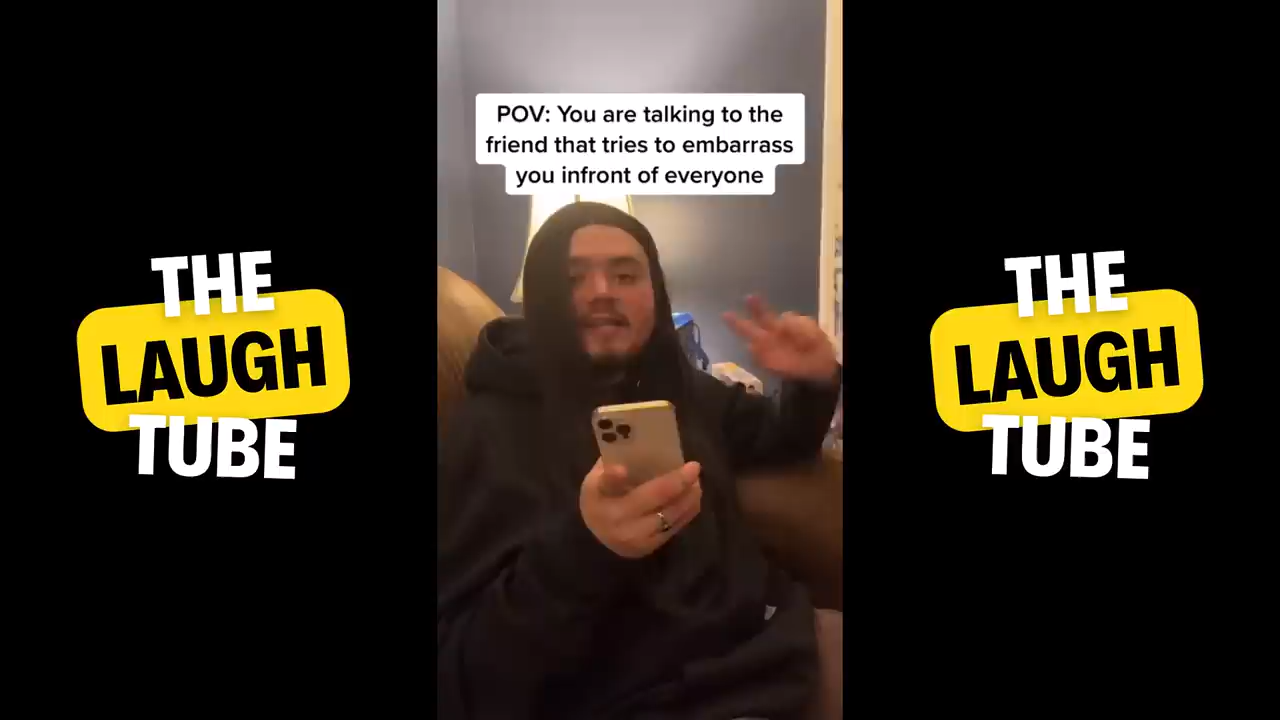 POV: You are talking to the
friend that tries to embarrass
you infront of everyone
THE
LAUGH
TUBE
THE
LAUGH
TUBE